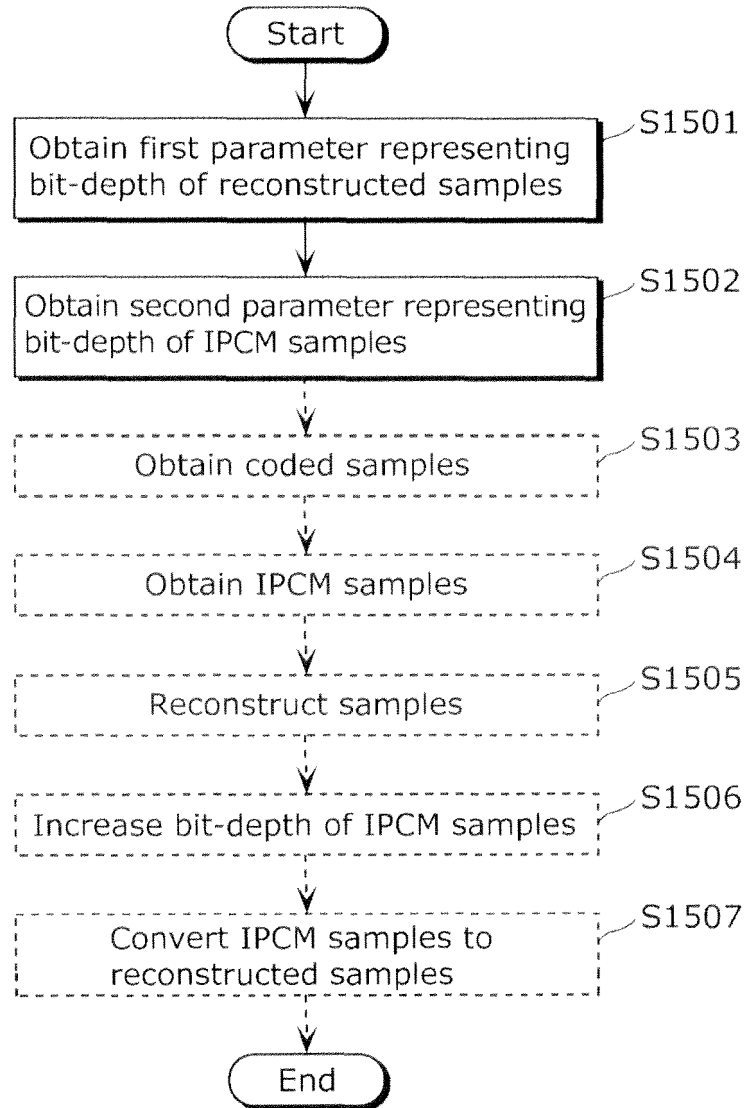 Start
S1501
Obtain first parameter representing
bit-depth of reconstructed samples
S1502
Obtain second parameter representing
bit-depth of IPCM samples
S1503
Obtain coded samples
S1504
Obtain IPCM samples
S1505
Reconstruct samples
S1506
Increase bit-depth of IPCM samples
S1507
Convert IPCM samples to
reconstructed samples
End